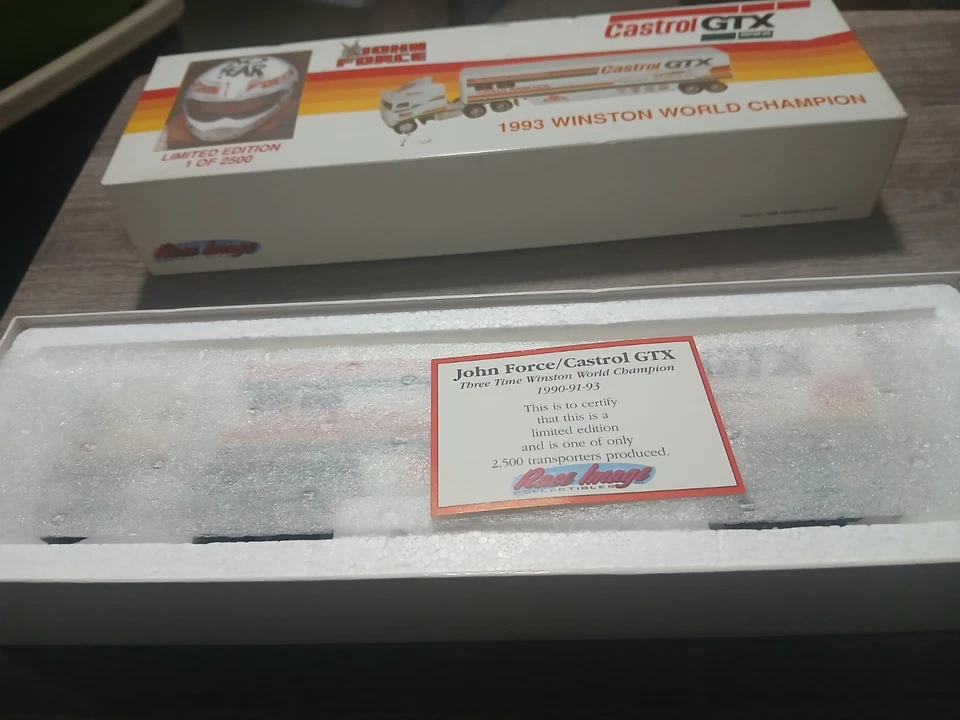 JOHN
FORCE
Castrol GTX
MOTOR OIL
Castrol GTX
1993 WINSTON WORLD CHAMPION
LIMITED EDITION
1 OF 2500
Race Image
John Force/Castrol GTX
Three Time Winston World Champion
1990-91-93
This is to certify
that this is a
limited edition
and is one of only
2,500 transporters produced.
Race Image
COLLECTIBLES